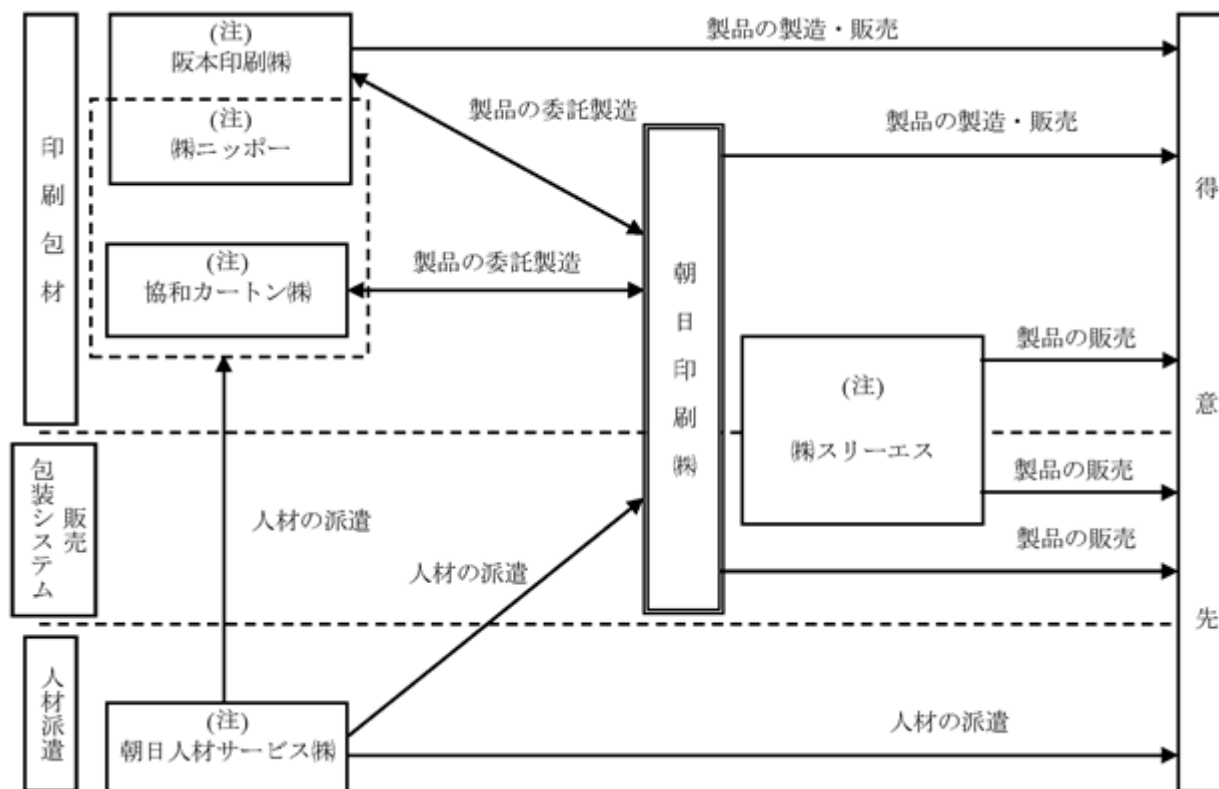 印刷包材
(注)
阪本印刷㈱
(注)
㈱ニッポー
(注)
協和カートン㈱
製品の製造・販売
製品の委託製造
製品の製造・販売
製品の委託製造
朝日印刷㈱
得意先
(注)
㈱スリーエス
製品の販売
製品の販売
製品の販売
包装システム
販売
人材の派遣
人材の派遣
人材派遣
(注)
朝日人材サービス㈱
人材の派遣